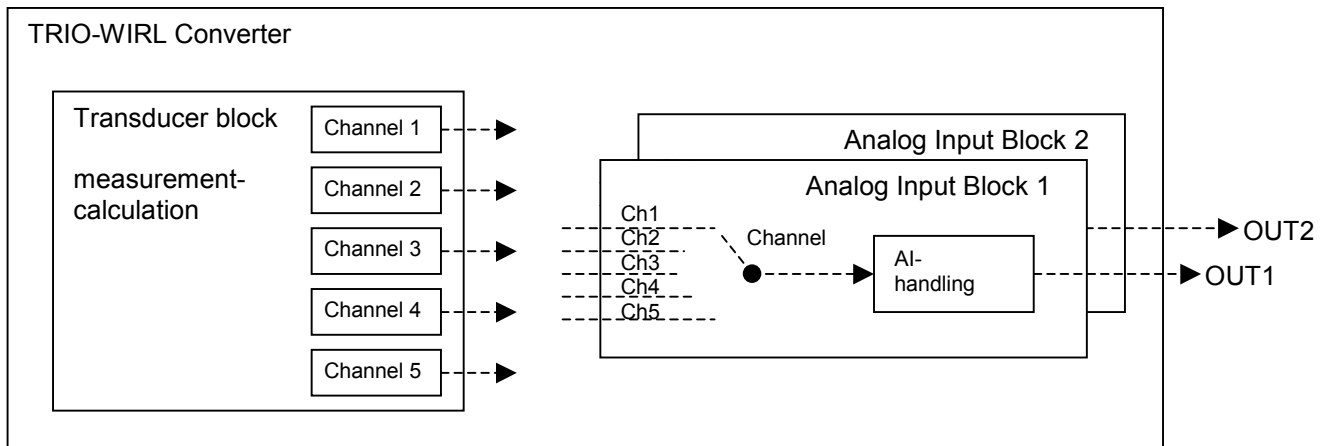 TRIO-WIRL Converter
Transducer block
measurement-
calculation
Channel 1
Channel 2
Channel 3
Channel 4
Channel 5
Analog Input Block 2
Analog Input Block 1
Ch1
Ch2
Ch3
Ch4
Ch5
Channel
AI-
handling
OUT2
OUT1